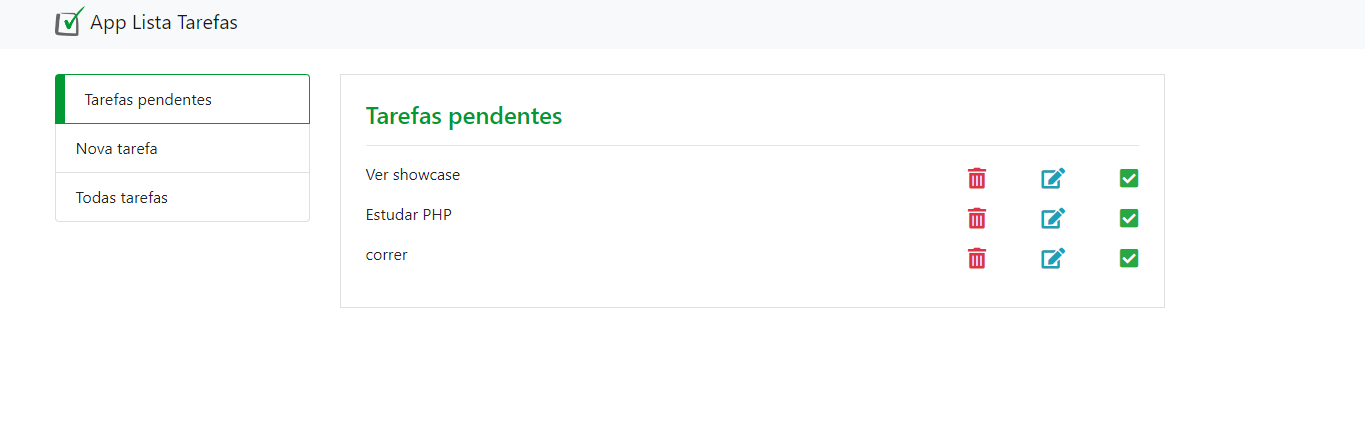 App Lista Tarefas
Tarefas pendentes
Nova tarefa
Todas tarefas
Tarefas pendentes
Ver showcase
Estudar PHP
correr